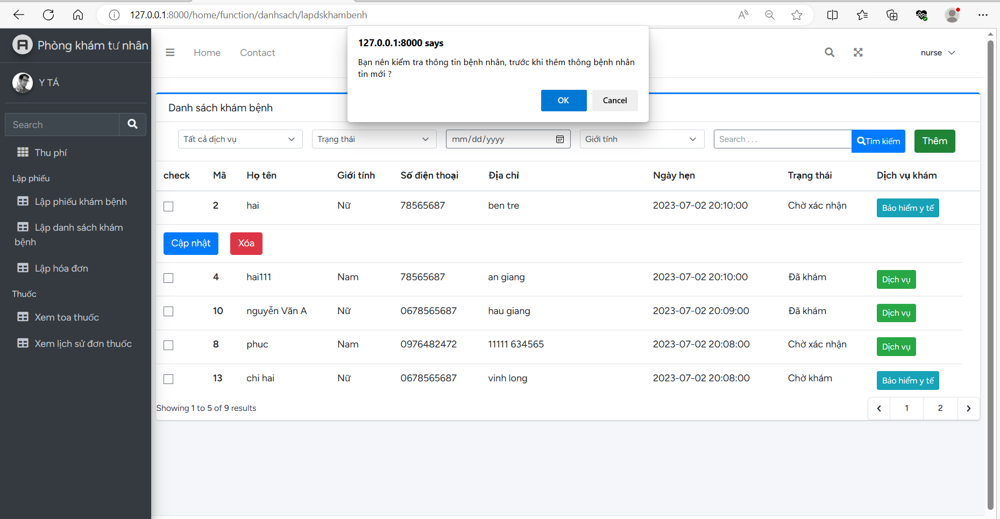 127.0.0.1:8000/home/function/danhsach/lapdskhambenh
Phòng khám tư nhân
Y TÁ
Search
Thu phí
Lập phiếu
Lập phiếu khám bệnh
Lập danh sách khám
bệnh
Lập hóa đơn
Thuốc
Xem toa thuốc
Xem lịch sử đơn thuốc
Home Contact
nurse
127.0.0.1:8000 says
Bạn nên kiểm tra thông tin bệnh nhân, trước khi thêm thông bệnh nhân
tin mới ?
OK Cancel
Danh sách khám bệnh
Tất cả dịch vụ Trạng thái mm/dd/yyyy Giới tính Search . . . Tìm kiếm Thêm
check Mã Họ tên Giới tính Số điện thoại Địa chỉ Ngày hẹn Trạng thái Dịch vụ khám
2 hai Nữ 78565687 ben tre 2023-07-02 20:10:00 Chờ xác nhận Bảo hiểm y tế
Cập nhật Xóa
4 hai111 Nam 78565687 an giang 2023-07-02 20:10:00 Đã khám Dịch vụ
10 nguyễn Văn A Nữ 0678565687 hau giang 2023-07-02 20:09:00 Đã khám Dịch vụ
8 phuc Nam 0976482472 11111 634565 2023-07-02 20:08:00 Chờ xác nhận Dịch vụ
13 chi hai Nữ 0678565687 vinh long 2023-07-02 20:08:00 Chờ khám Bảo hiểm y tế
Showing 1 to 5 of 9 results
1 2